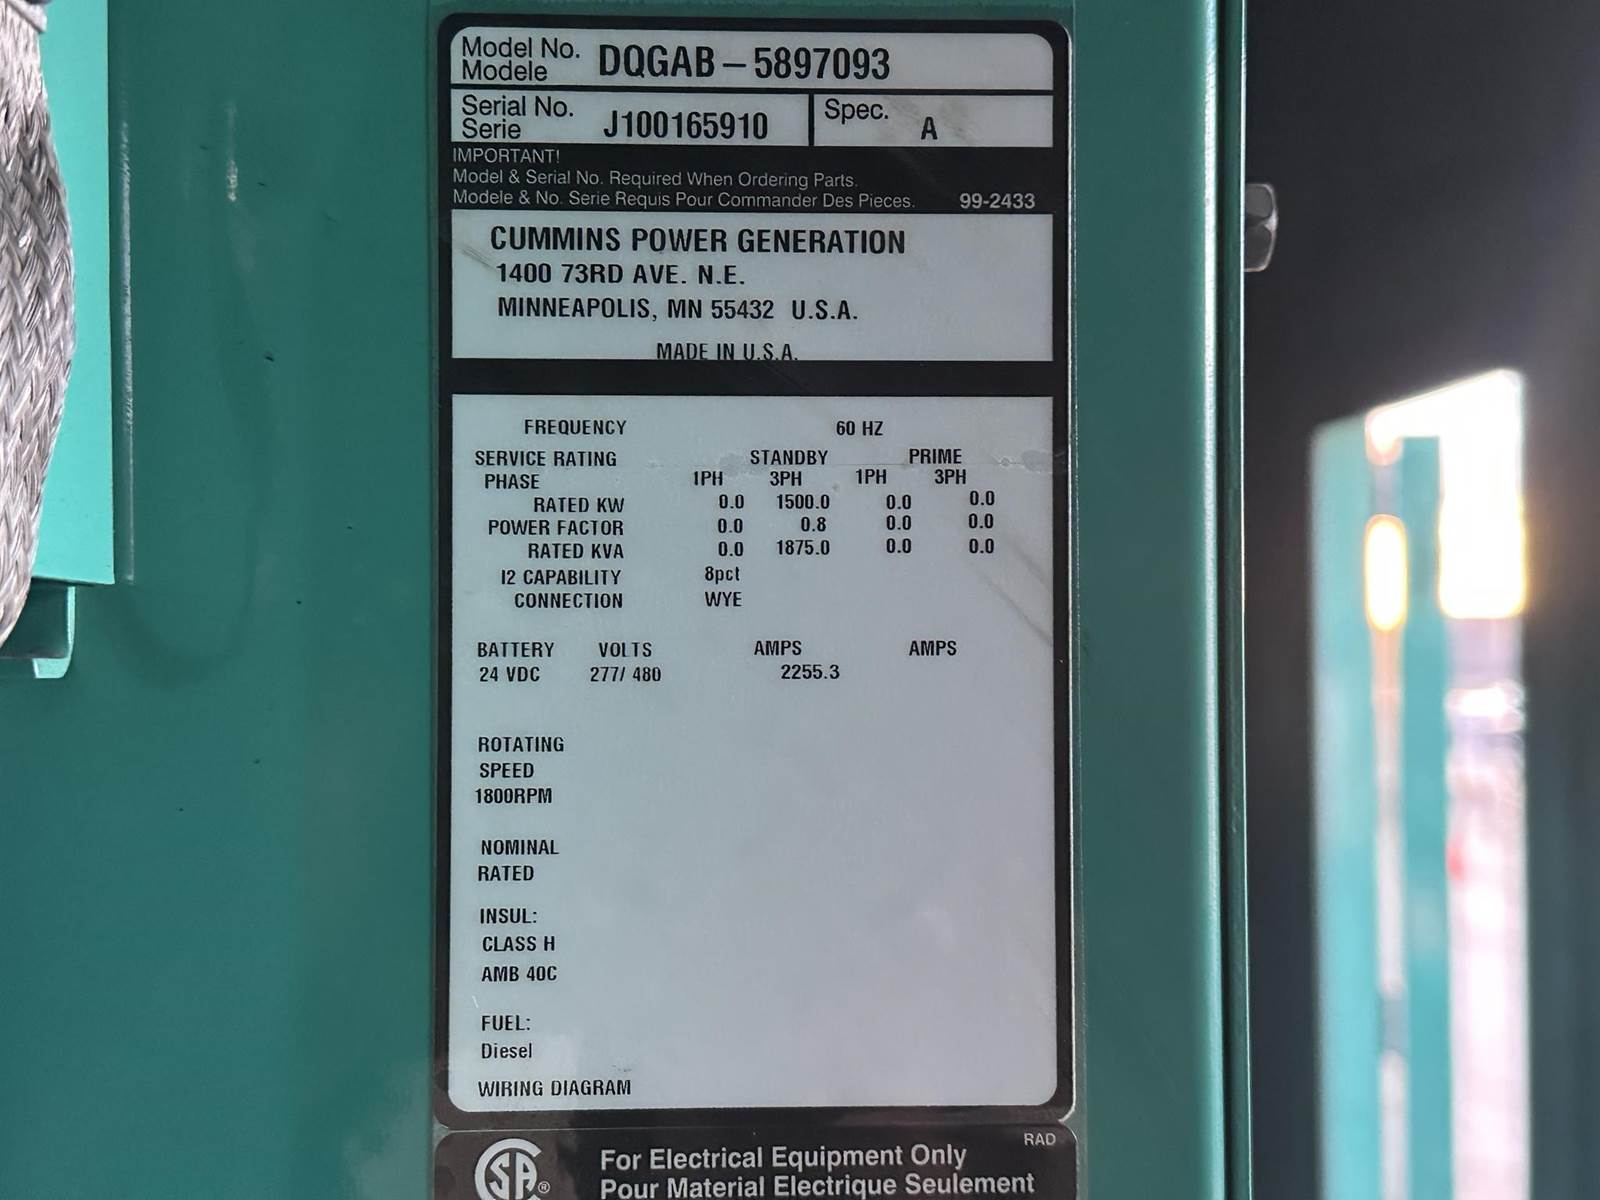 Model No. DQGAB – 5897093
Modele
Serial No. J100165910 Spec. A
Serie
IMPORTANT!
Model & Serial No. Required When Ordering Parts.
Modele & No. Serie Requis Pour Commander Des Pieces. 99-2433
CUMMINS POWER GENERATION
1400 73RD AVE. N.E.
MINNEAPOLIS, MN 55432 U.S.A.
MADE IN U.S.A.
FREQUENCY 60 HZ
SERVICE RATING STANDBY PRIME
PHASE 1PH 3PH 1PH 3PH
RATED KW 0.0 1500.0 0.0 0.0
POWER FACTOR 0.0 0.8 0.0 0.0
RATED KVA 0.0 1875.0 0.0 0.0
I2 CAPABILITY 8pct
CONNECTION WYE
BATTERY VOLTS AMPS AMPS
24 VDC 277/ 480 2255.3
ROTATING
SPEED
1800RPM
NOMINAL
RATED
INSUL:
CLASS H
AMB 40C
FUEL:
Diesel
WIRING DIAGRAM
RAD
SA ® For Electrical Equipment Only
Pour Material Electrique Seulement